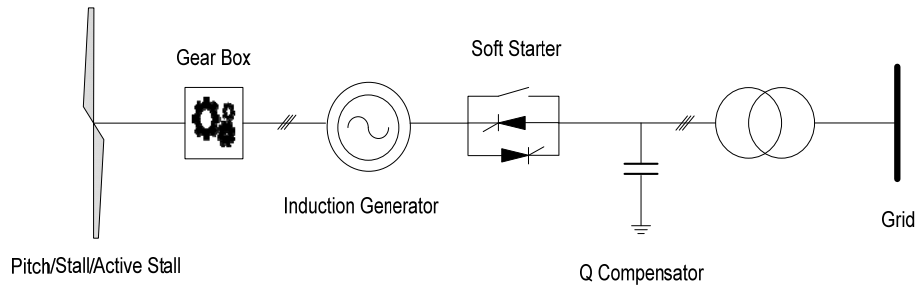 Soft Starter
Gear Box
Induction Generator
Grid
Pitch/Stall/Active Stall
Q Compensator